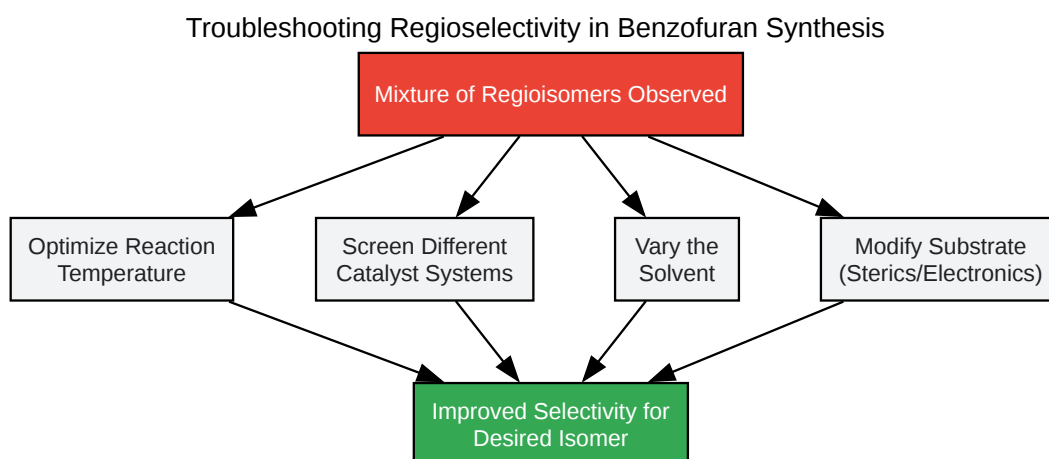 Troubleshooting Regioselectivity in Benzofuran Synthesis
Mixture of Regioisomers Observed
Optimize Reaction
Temperature
Screen Different
Catalyst Systems
Vary the
Solvent
Modify Substrate
(Sterics/Electronics)
Improved Selectivity for
Desired Isomer